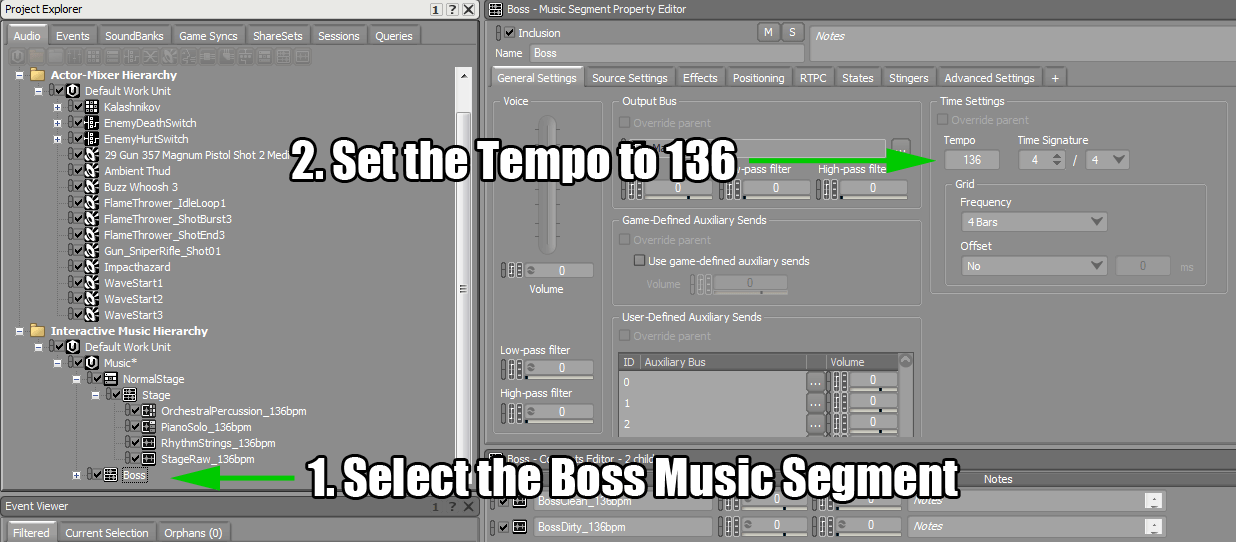 Project Explorer
1 ? X
Audio Events SoundBanks Game Syncs ShareSets Sessions Queries
Actor-Mixer Hierarchy
Default Work Unit
Kalashnikov
EnemyDeathSwitch
EnemyHurtSwitch
29 Gun 357 Magnum Pistol Shot 2 Medi
Ambient Thud
Buzz Whoosh 3
FlameThrower_IdleLoop1
FlameThrower_ShotBurst3
FlameThrower_ShotEnd3
Gun_SniperRifle_Shot01
Impacthazard
WaveStart1
WaveStart2
WaveStart3
Interactive Music Hierarchy
Default Work Unit
Music*
NormalStage
Stage
OrchestralPercussion_136bpm
PianoSolo_136bpm
RhythmStrings_136bpm
StageRaw_136bpm
Boss
Event Viewer
1 ? X
Filtered Current Selection Orphans (0)
Boss - Music Segment Property Editor
Inclusion
M S
Notes
Name Boss
General Settings Source Settings Effects Positioning RTPC States Stingers Advanced Settings +
Voice
0
Volume
Low-pass filter
0
High-pass filter
0
Output Bus
Override parent
Ma
...
-pass filter
High-pass filte
0 0 0
Game-Defined Auxiliary Sends
Override parent
Use game-defined auxiliary sends
Volume 0
User-Defined Auxiliary Sends
Override parent
ID Auxiliary Bus Volume
0 ... 0
1 ... 0
2 ... 0
Time Settings
Override parent
Tempo Time Signature
136 4 / 4
Grid
Frequency
4 Bars
Offset
No 0 ms
2. Set the Tempo to 136
1. Select the Boss Music Segment
Boss - Co
s Editor - 2 child
Notes
BossClean_136bpm 0 0 Notes
BossDirty_136bpm 0 0 Notes